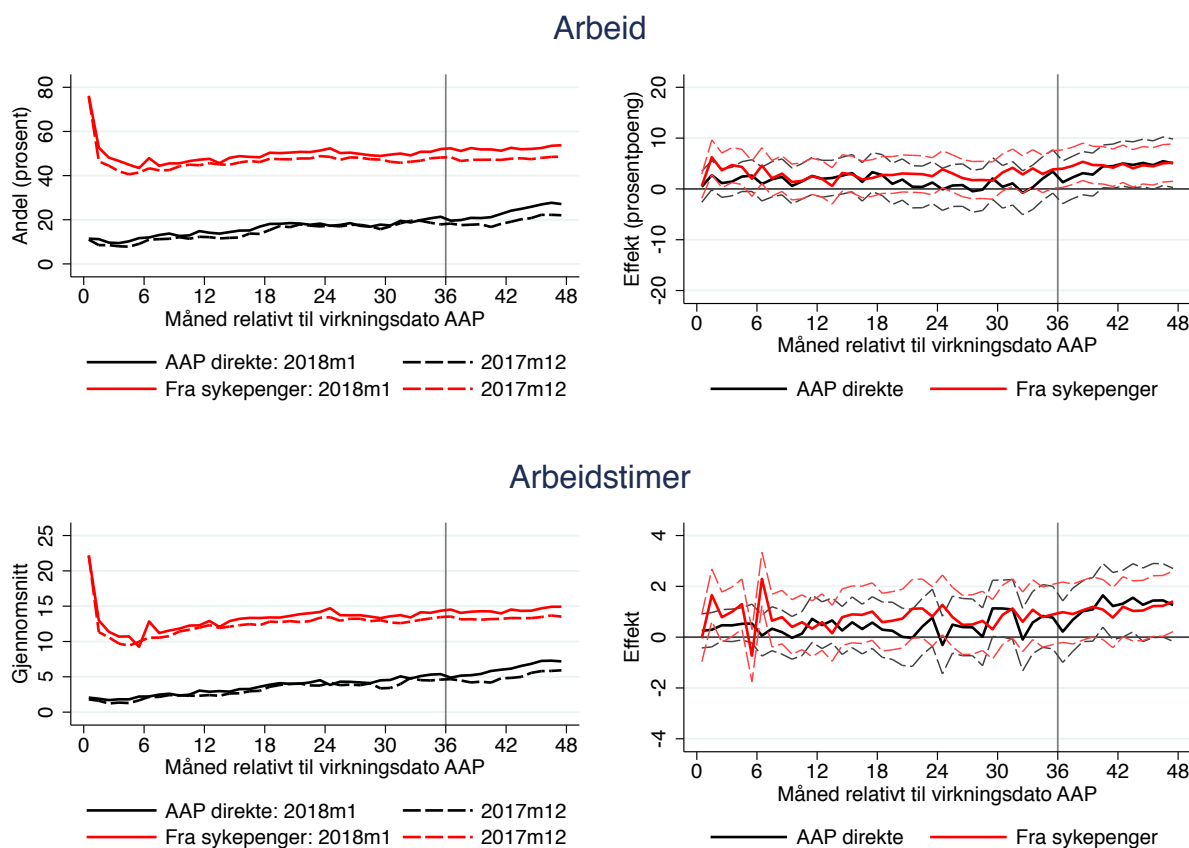 Arbeid
Andel (prosent)
80
60
40
20
0
0 6 12 18 24 30 36 42 48
Måned relativt til virkningsdato AAP
AAP direkte: 2018m1 2017m12
Fra sykepenger: 2018m1 2017m12
Effekt (prosentpoeng)
20
10
0
-10
-20
0 6 12 18 24 30 36 42 48
Måned relativt til virkningsdato AAP
AAP direkte Fra sykepenger
Arbeidstimer
Gjennomsnitt
25
20
15
10
5
0
0 6 12 18 24 30 36 42 48
Måned relativt til virkningsdato AAP
AAP direkte: 2018m1 2017m12
Fra sykepenger: 2018m1 2017m12
Effekt
4
2
0
-2
-4
0 6 12 18 24 30 36 42 48
Måned relativt til virkningsdato AAP
AAP direkte Fra sykepenger